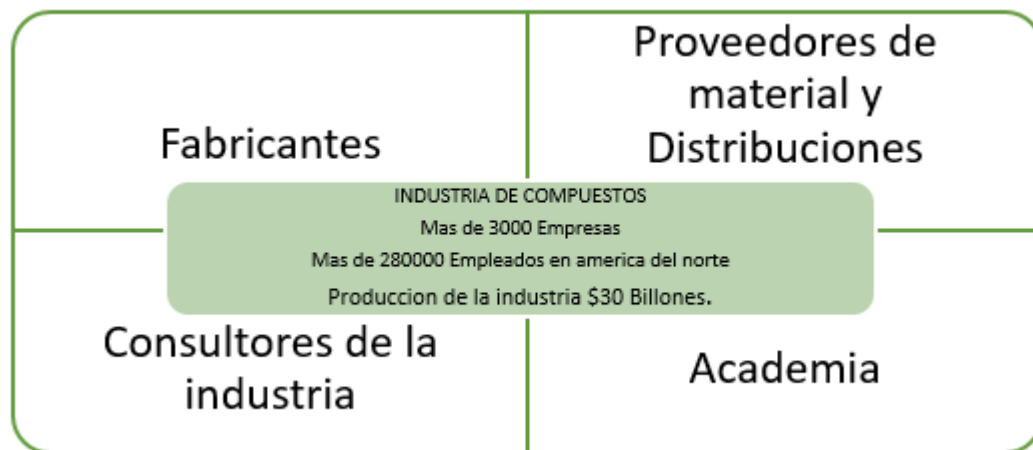 Fabricantes
Proveedores de
material y
Distribuciones
INDUSTRIA DE COMPUESTOS
Mas de 3000 Empresas
Mas de 280000 Empleados en america del norte
Produccion de la industria $30 Billones.
Consultores de la
industria
Academia